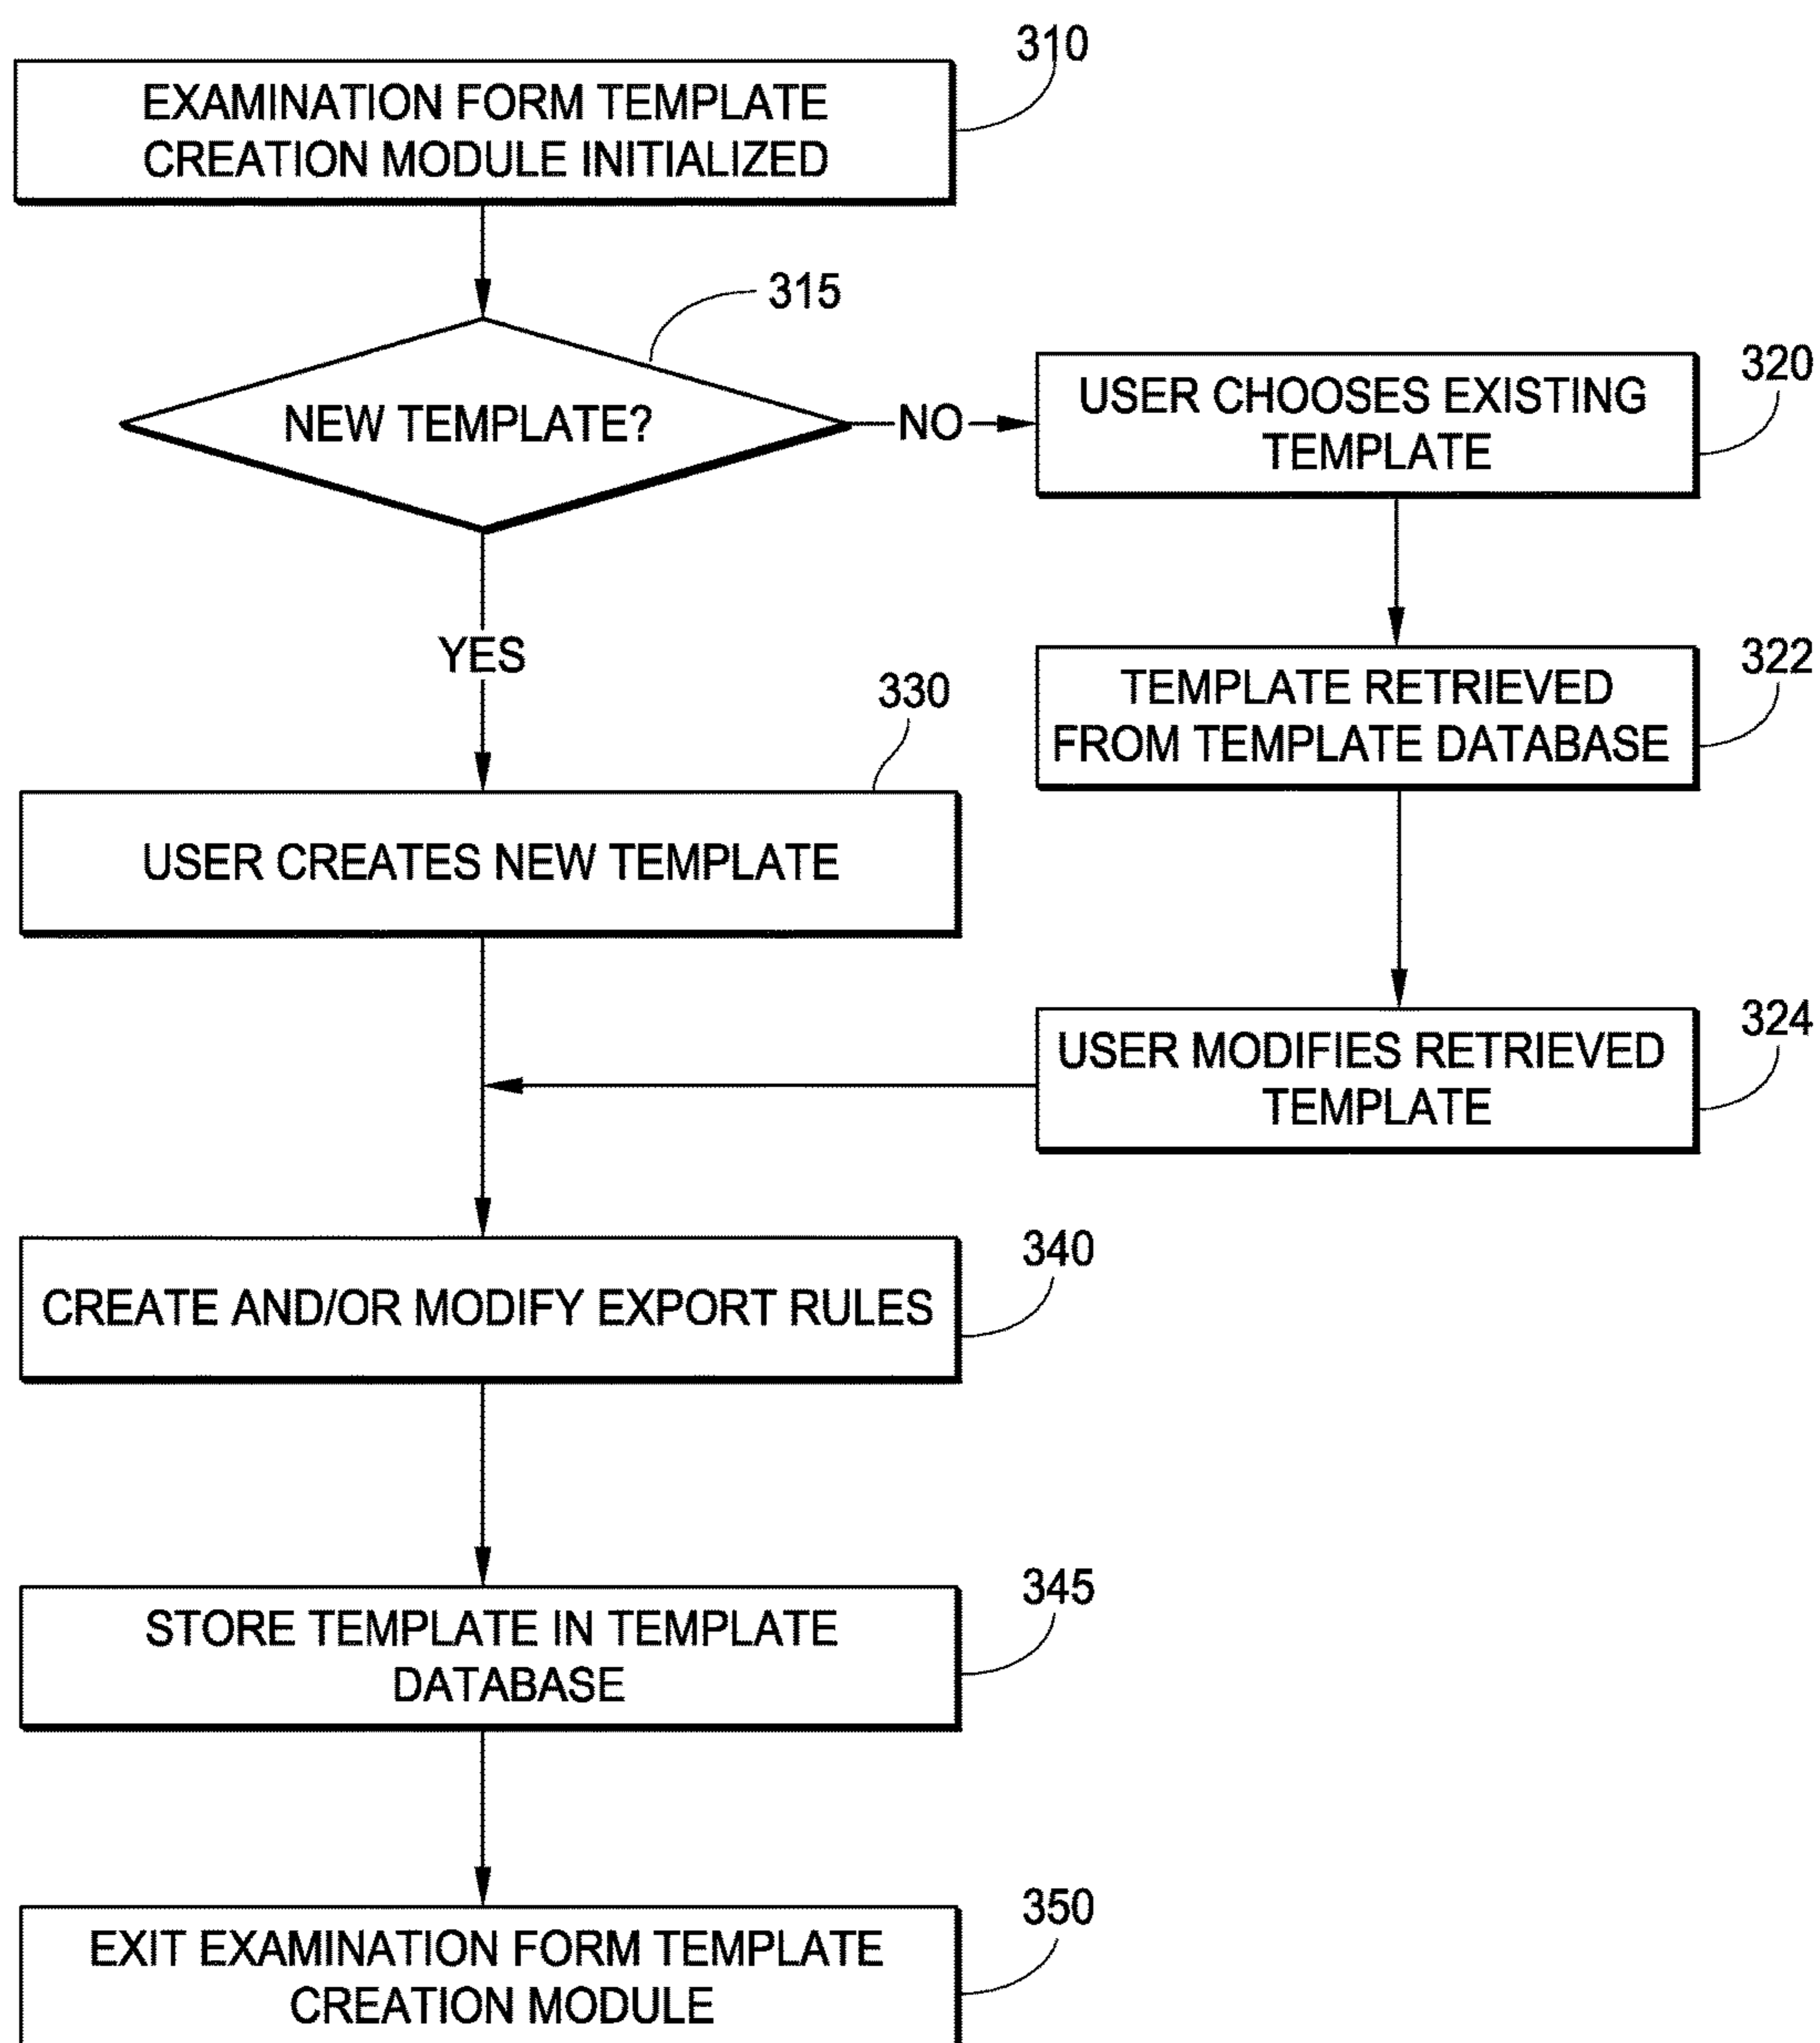 310
EXAMINATION FORM TEMPLATE
CREATION MODULE INITIALIZED
315
NEW TEMPLATE?
NO
320
USER CHOOSES EXISTING
TEMPLATE
YES
322
TEMPLATE RETRIEVED
FROM TEMPLATE DATABASE
330
USER CREATES NEW TEMPLATE
324
USER MODIFIES RETRIEVED
TEMPLATE
340
CREATE AND/OR MODIFY EXPORT RULES
345
STORE TEMPLATE IN TEMPLATE
DATABASE
350
EXIT EXAMINATION FORM TEMPLATE
CREATION MODULE